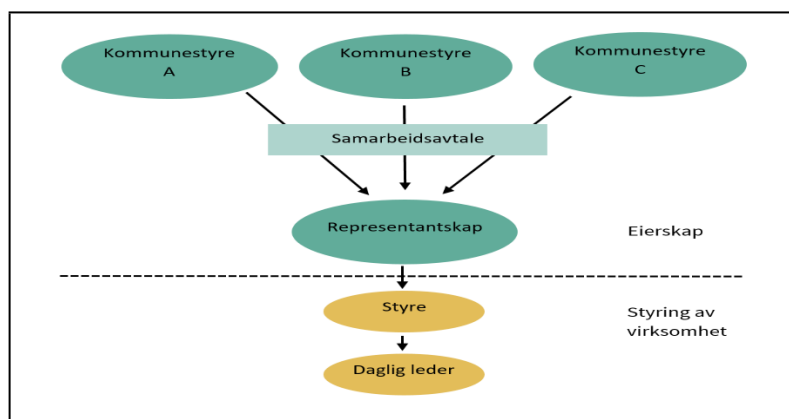 Kommunestyre
A
Kommunestyre
B
Kommunestyre
C
Samarbeidsavtale
Representantskap
Eierskap
Styre
Styring av
virksomhet
Daglig leder